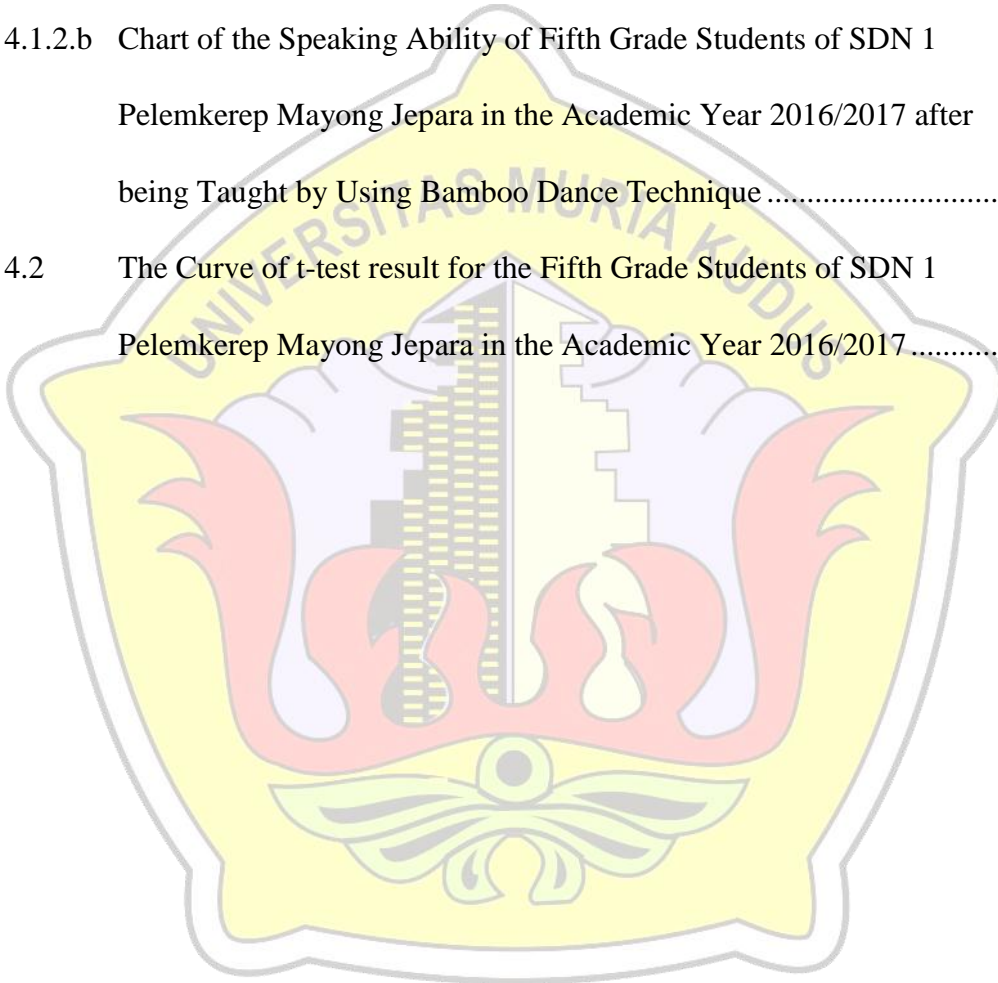 4.1.2.b Chart of the Speaking Ability of Fifth Grade Students of SDN 1
Pelemkerep Mayong Jepara in the Academic Year 2016/2017 after
being Taught by Using Bamboo Dance Technique ............................
4.2 The Curve of t-test result for the Fifth Grade Students of SDN 1
Pelemkerep Mayong Jepara in the Academic Year 2016/2017 ...........
UNIVERSITAS MURIA KUDUS